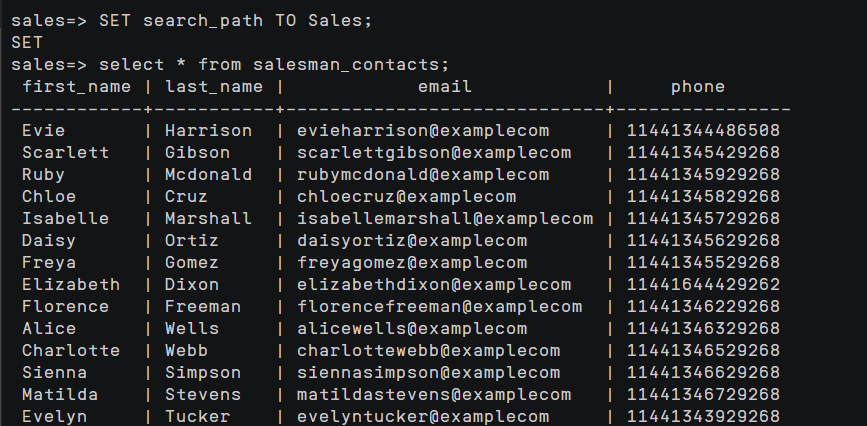 sales=> SET search_path TO Sales;
SET
sales=> select * from salesman_contacts;
 first_name | last_name |            email             |     phone
------------+-----------+------------------------------+----------------
 Evie       | Harrison  | evieharrison@examplecom      | 11441344486508
 Scarlett   | Gibson    | scarlettgibson@examplecom    | 11441345429268
 Ruby       | Mcdonald  | rubymcdonald@examplecom      | 11441345929268
 Chloe      | Cruz      | chloecruz@examplecom         | 11441345829268
 Isabelle   | Marshall  | isabellemarshall@examplecom  | 11441345729268
 Daisy      | Ortiz     | daisyortiz@examplecom        | 11441345629268
 Freya      | Gomez     | freyagomez@examplecom        | 11441345529268
 Elizabeth  | Dixon     | elizabethdixon@examplecom    | 11441644429262
 Florence   | Freeman   | florencefreeman@examplecom   | 11441346229268
 Alice      | Wells     | alicewells@examplecom        | 11441346329268
 Charlotte  | Webb      | charlottewebb@examplecom     | 11441346529268
 Sienna     | Simpson   | siennasimpson@examplecom     | 11441346629268
 Matilda    | Stevens   | matildastevens@examplecom    | 11441346729268
 Evelyn     | Tucker    | evelyntucker@examplecom      | 11441343929268